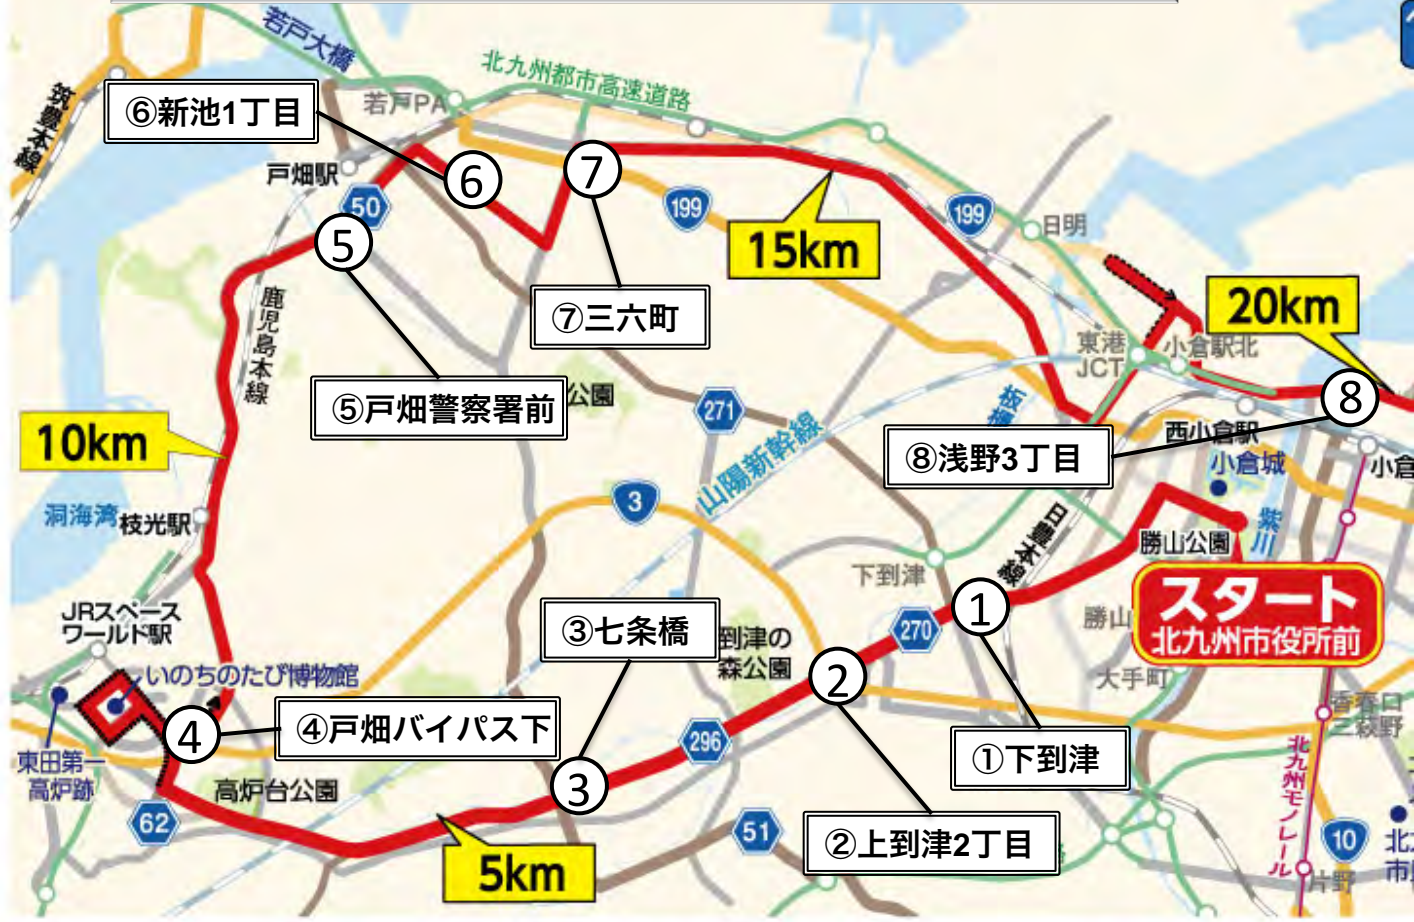 若戸大橋
北九州都市高速道路
筑豊本線
⑥新池1丁目
若戸PA
戸畑駅
50
⑤
⑥
⑦
199
199
日明
15km
20km
⑦三六町
東港
JCT
小倉駅北
鹿児島本線
⑤戸畑警察署前
公園
271
板櫃
⑧
西小倉駅
⑧浅野3丁目
小倉城
小倉
10km
山陽新幹線
3
洞海湾
枝光駅
日豊本線
紫川
勝山公園
下到津
①
スタート
北九州市役所前
勝山
270
JRスペース
ワールド駅
③七条橋
到津の
森公園
②
大手町
いのちのたび博物館
香春口
三萩野
④
④戸畑バイパス下
296
①下到津
東田第一
高炉跡
高炉台公園
③
北九州モノレール
62
51
②上到津2丁目
10
5km
片野